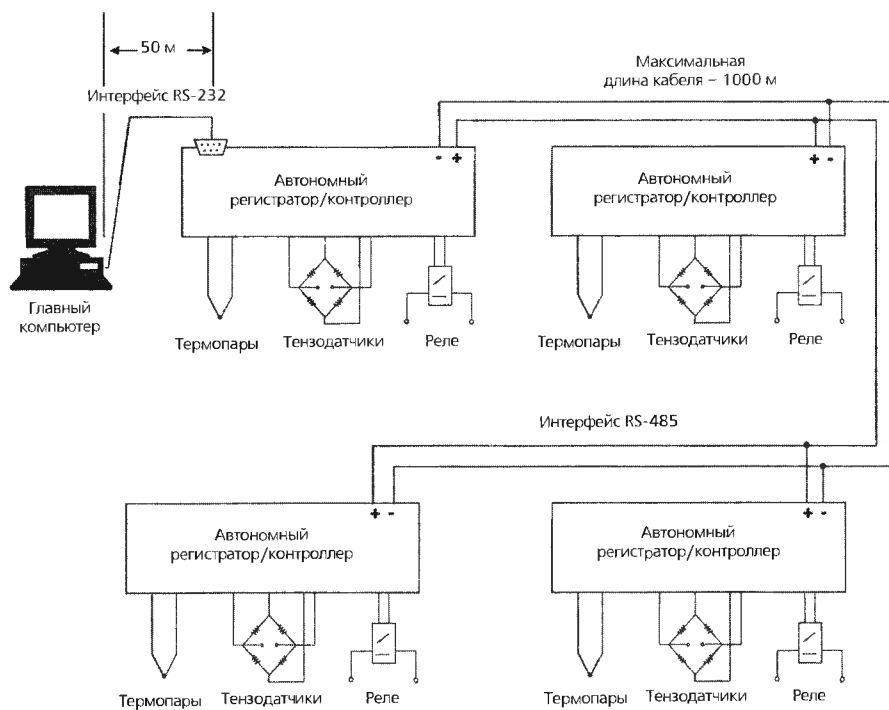 50 м
Интерфейс RS-232
Максимальная
длина кабеля – 1000 м
- +
+ -
Автономный
регистратор/контроллер
Автономный
регистратор/контроллер
Главный
компьютер
Термопары
Тензодатчики
Реле
Термопары
Тензодатчики
Реле
Интерфейс RS-485
+ -
+ -
Автономный
регистратор/контроллер
Автономный
регистратор/контроллер
Термопары
Тензодатчики
Реле
Термопары
Тензодатчики
Реле